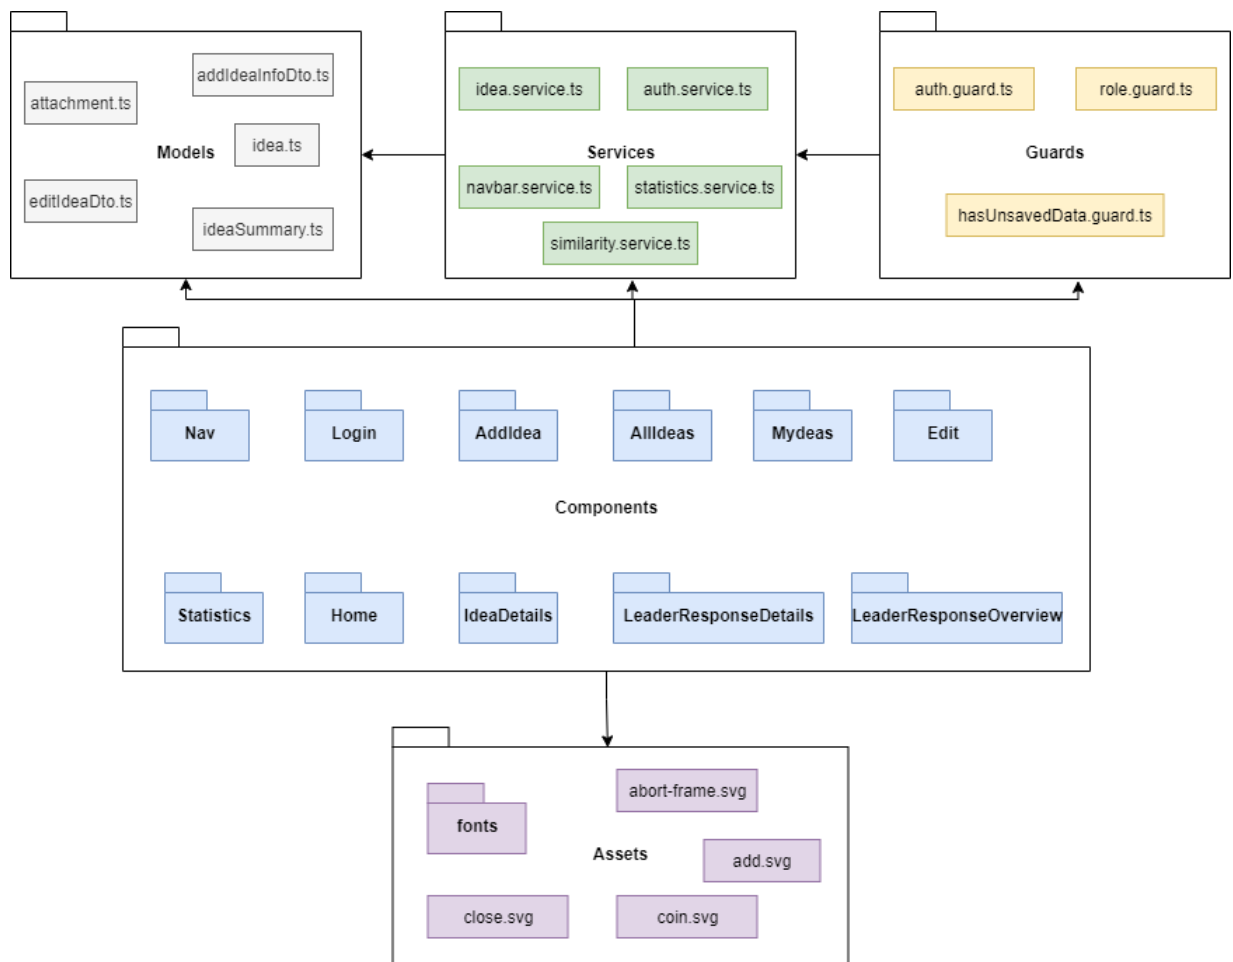 addIdeaInfoDto.ts
attachment.ts
idea.ts
Models
editIdeaDto.ts
ideaSummary.ts
idea.service.ts
auth.service.ts
Services
navbar.service.ts
statistics.service.ts
similarity.service.ts
auth.guard.ts
role.guard.ts
Guards
hasUnsavedData.guard.ts
Nav
Login
AddIdea
AllIdeas
Mydeas
Edit
Components
Statistics
Home
IdeaDetails
LeaderResponseDetails
LeaderResponseOverview
abort-frame.svg
fonts
Assets
add.svg
close.svg
coin.svg